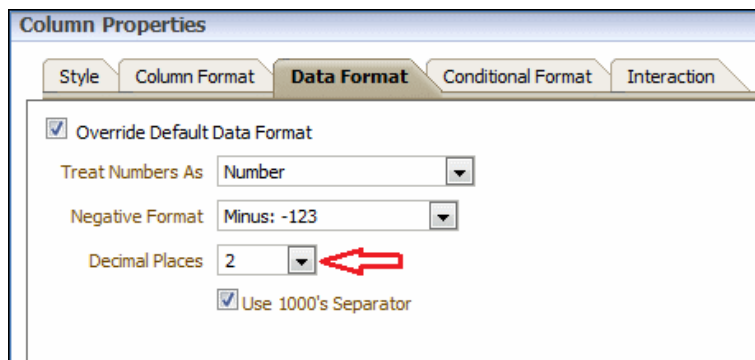 Column Properties
Style Column Format Data Format Conditional Format Interaction
Override Default Data Format
Treat Numbers As Number
Negative Format Minus: -123
Decimal Places 2
Use 1000's Separator